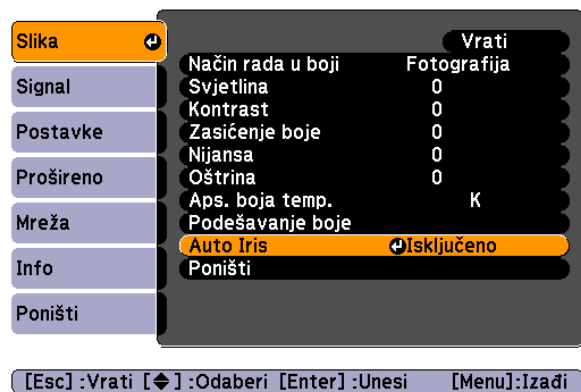 Slika
Signal
Postavke
Prošireno
Mreža
Info
Poništi
Vrati
Način rada u boji Fotografija
Svjetlina 0
Kontrast 0
Zasićenje boje 0
Nijansa 0
Oštrina 0
Aps. boja temp. K
Podešavanje boje
Auto Iris Isključeno
Poništi
[Esc] :Vrati [◆] :Odaberi [Enter] :Unesi [Menu]:Izađi